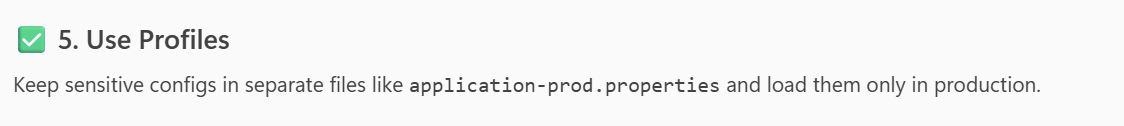 ✅ 5. Use Profiles
Keep sensitive configs in separate files like application-prod.properties and load them only in production.